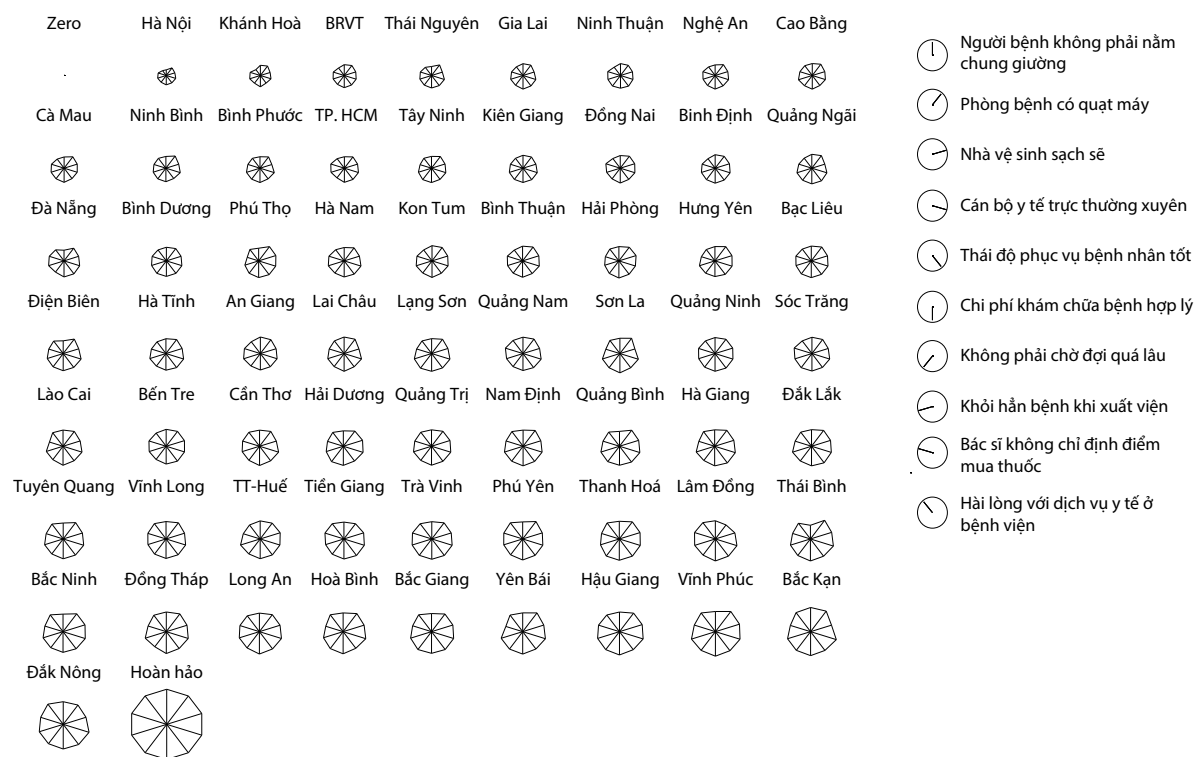 Zero Hà Nội Khánh Hoà BRVT Thái Nguyên Gia Lai Ninh Thuận Nghệ An Cao Bằng
Cà Mau Ninh Bình Bình Phước TP. HCM Tây Ninh Kiên Giang Đồng Nai Bình Định Quảng Ngãi
Đà Nẵng Bình Dương Phú Thọ Hà Nam Kon Tum Bình Thuận Hải Phòng Hưng Yên Bạc Liêu
Điện Biên Hà Tĩnh An Giang Lai Châu Lạng Sơn Quảng Nam Sơn La Quảng Ninh Sóc Trăng
Lào Cai Bến Tre Cần Thơ Hải Dương Quảng Trị Nam Định Quảng Bình Hà Giang Đắk Lắk
Tuyên Quang Vĩnh Long TT-Huế Tiền Giang Trà Vinh Phú Yên Thanh Hoá Lâm Đồng Thái Bình
Bắc Ninh Đồng Tháp Long An Hoà Bình Bắc Giang Yên Bái Hậu Giang Vĩnh Phúc Bắc Kạn
Đắk Nông Hoàn hảo
Người bệnh không phải nằm
chung giường
Phòng bệnh có quạt máy
Nhà vệ sinh sạch sẽ
Cán bộ y tế trực thường xuyên
Thái độ phục vụ bệnh nhân tốt
Chi phí khám chữa bệnh hợp lý
Không phải chờ đợi quá lâu
Khỏi hẳn bệnh khi xuất viện
Bác sĩ không chỉ định điểm
mua thuốc
Hài lòng với dịch vụ y tế ở
bệnh viện